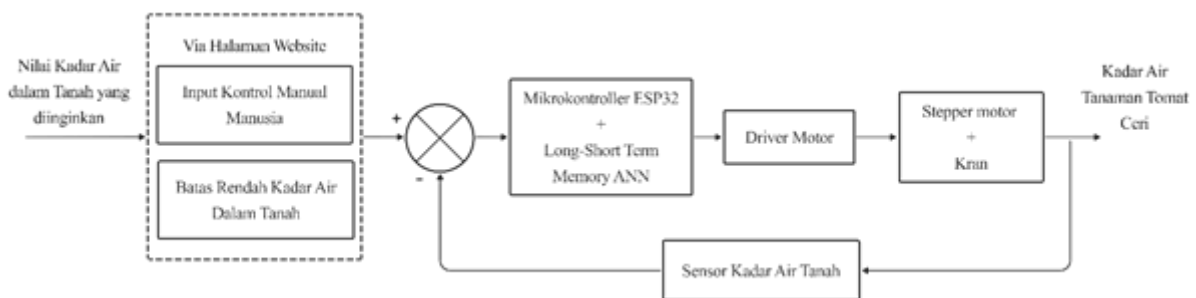 Nilai Kadar Air
dalam Tanah yang
diinginkan
Via Halaman Website
Input Kontrol Manual
Manusia
Batas Rendah Kadar Air
Dalam Tanah
+
-
Mikrokontroller ESP32
+
Long-Short Term
Memory ANN
Driver Motor
Stepper motor
+
Kran
Kadar Air
Tanaman Tomat
Ceri
Sensor Kadar Air Tanah